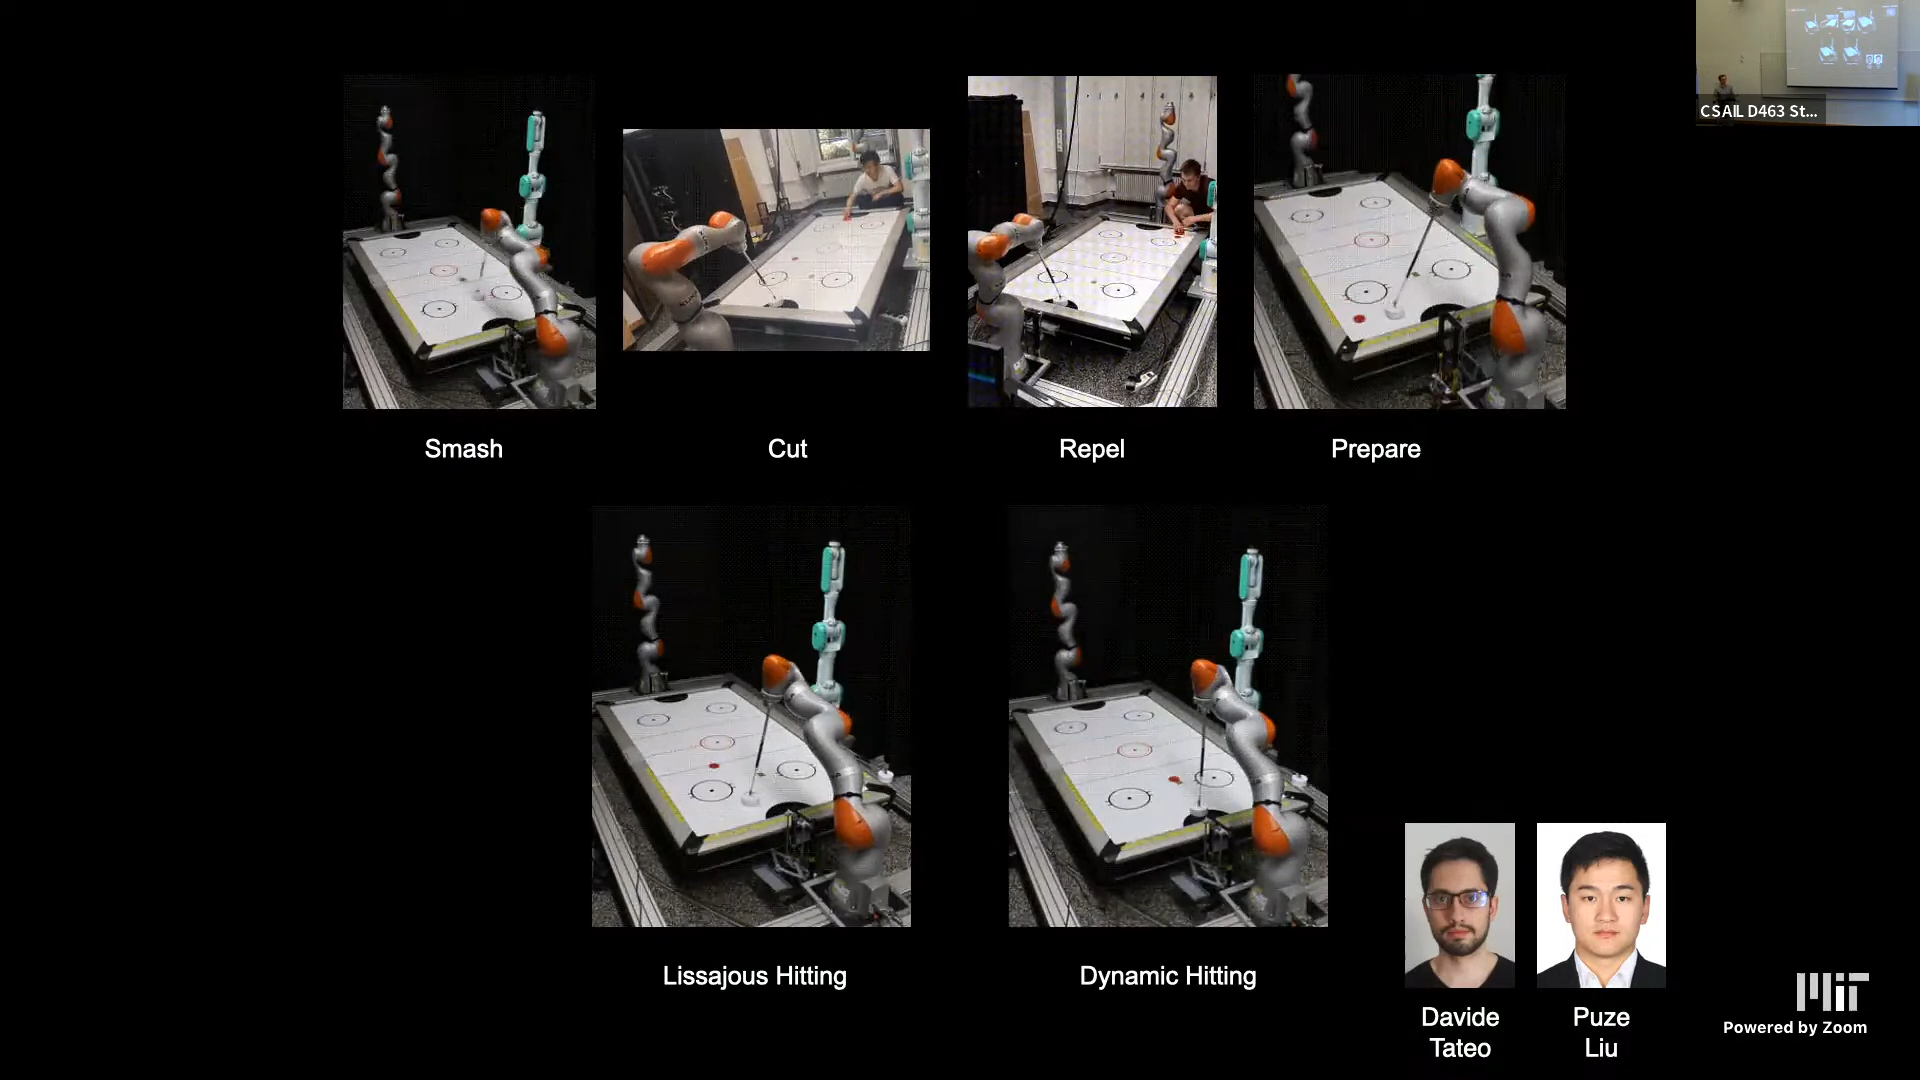 CSAIL D463 St...
Smash
Cut
Repel
Prepare
Lissajous Hitting
Dynamic Hitting
Davide
Tateo
Puze
Liu
MIT
Powered by Zoom